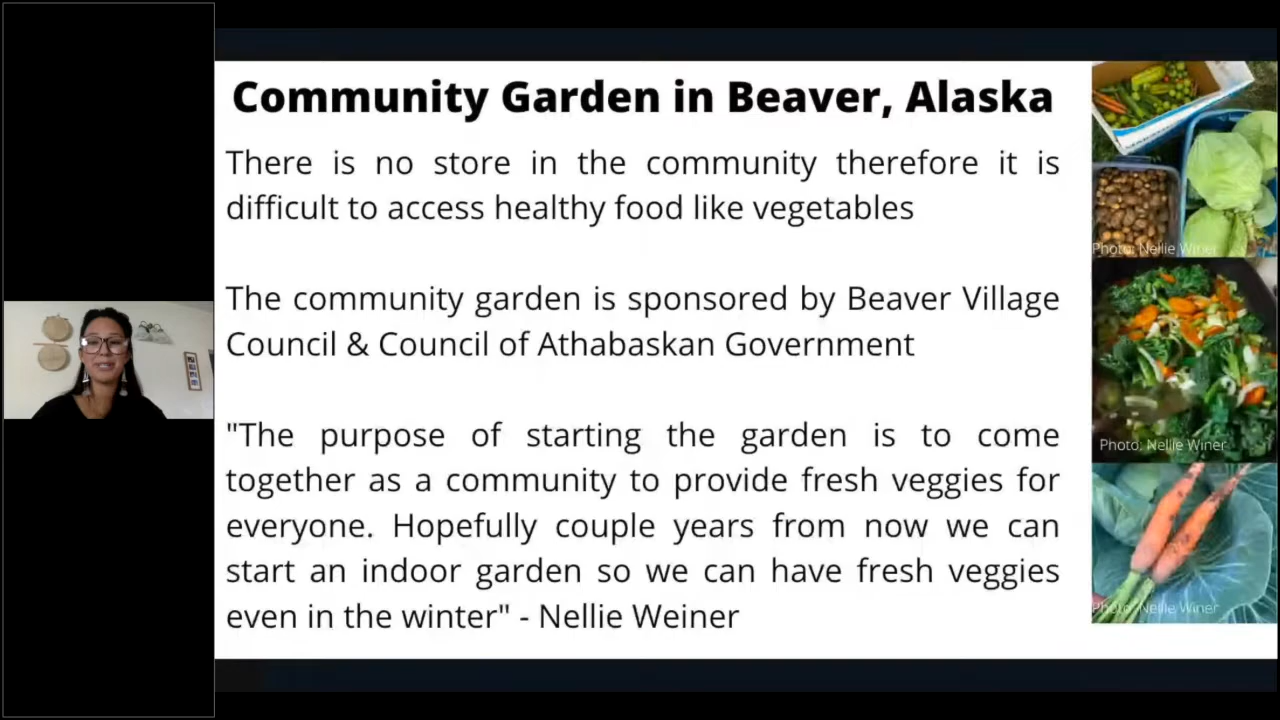 Community Garden in Beaver, Alaska
There is no store in the community therefore it is
difficult to access healthy food like vegetables
The community garden is sponsored by Beaver Village
Council & Council of Athabaskan Government
"The purpose of starting the garden is to come
together as a community to provide fresh veggies for
everyone. Hopefully couple years from now we can
start an indoor garden so we can have fresh veggies
even in the winter" - Nellie Weiner
Photo: Nellie Winer
Photo: Nellie Winer
Photo: Nellie Winer